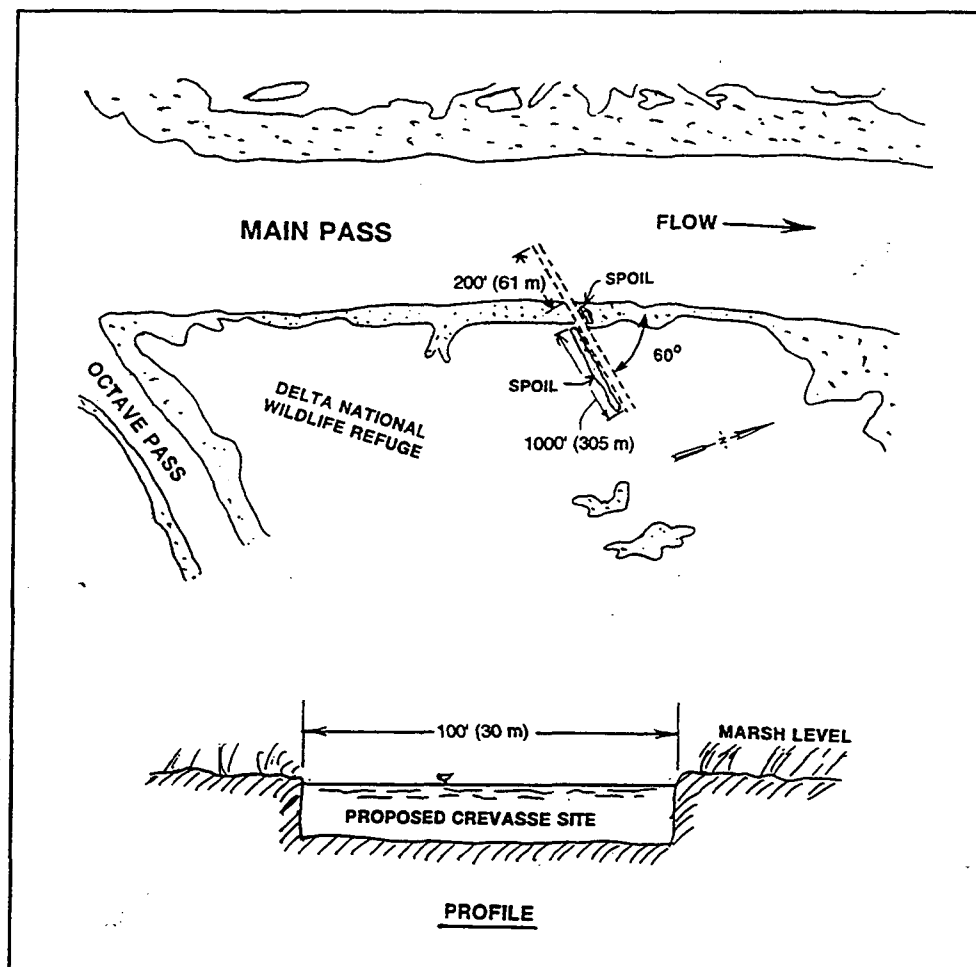 MAIN PASS
FLOW
200' (61 m)
SPOIL
60°
SPOIL
1000' (305 m)
OCTAVE PASS
DELTA NATIONAL
WILDLIFE REFUGE
N
100' (30 m)
MARSH LEVEL
PROPOSED CREVASSE SITE
PROFILE